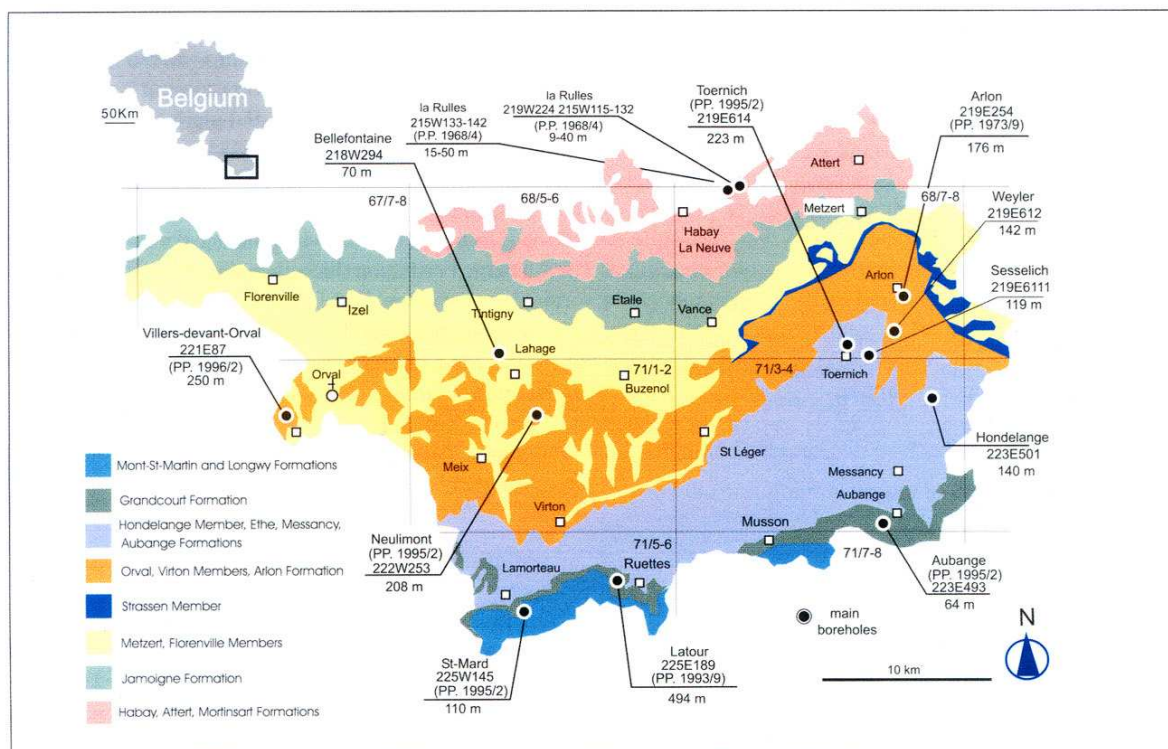 Belgium
50Km
la Rulles
215W133-142
(P.P. 1968/4)
15-50 m
la Rulles
219W224 215W115-132
(P.P. 1968/4)
9-40 m
Toernich
(PP. 1995/2)
219E614
223 m
Arlon
219E254
(PP. 1973/9)
176 m
Bellefontaine
218W294
70 m
Attert
67/7-8
68/5-6
68/7-8
Metzert
Weyler
219E612
142 m
Habay
La Neuve
Sesselich
219E6111
119 m
Arlon
Florenville
Izel
Tintigny
Etalle
Vance
Villers-devant-Orval
221E87
(PP. 1996/2)
250 m
Orval
Lahage
71/1-2
Buzenol
71/3-4
Toernich
Hondelange
223E501
140 m
Meix
St Léger
Messancy
Aubange
Virton
Musson
Neulimont
(PP. 1995/2)
222W253
208 m
71/5-6
Lamorteau
Ruettes
71/7-8
Aubange
(PP. 1995/2)
223E493
64 m
main
boreholes
N
St-Mard
225W145
(PP. 1995/2)
110 m
Latour
225E189
(PP. 1993/9)
494 m
10 km
Mont-St-Martin and Longwy Formations
Grandcourt Formation
Hondelange Member, Ethe, Messancy,
Aubange Formations
Orval, Virton Members, Arlon Formation
Strassen Member
Metzert, Florenville Members
Jamoigne Formation
Habay, Attert, Mortinsart Formations